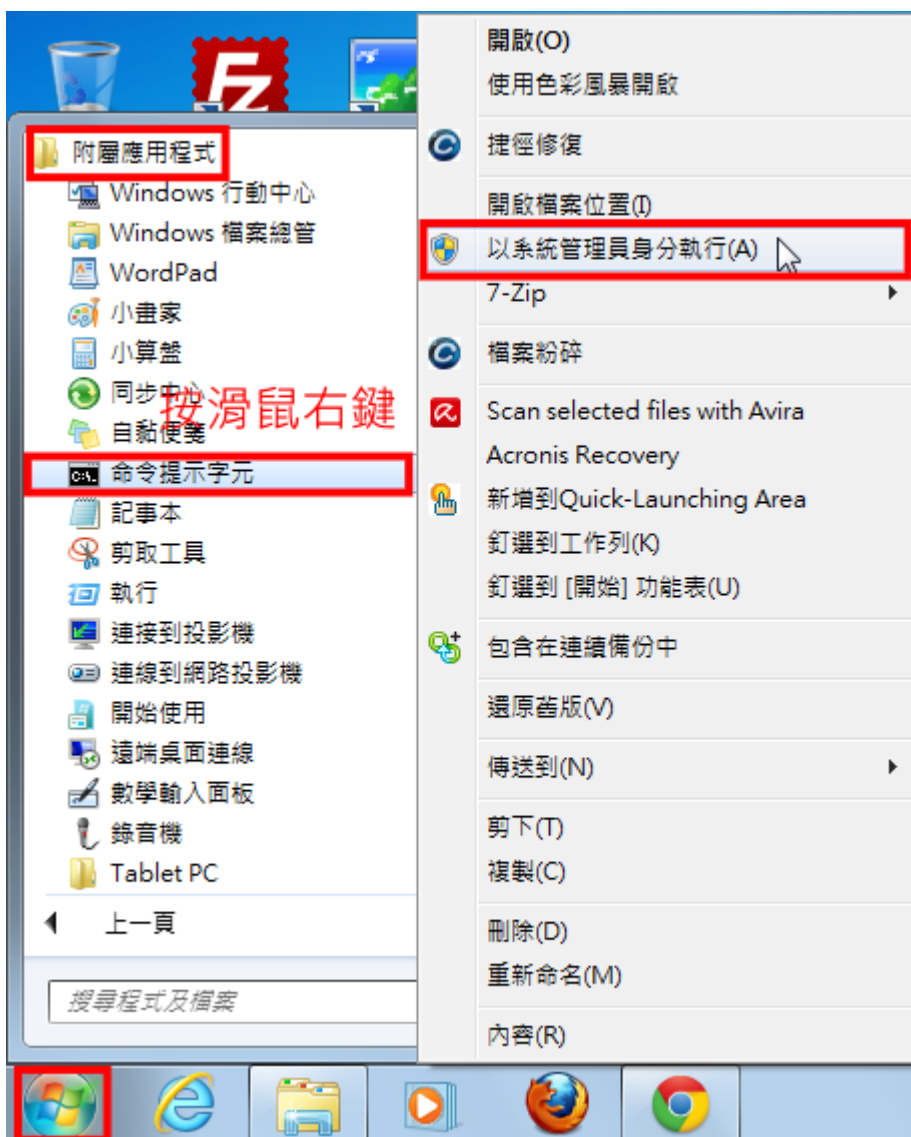 附屬應用程式
Windows 行動中心
Windows 檔案總管
WordPad
小畫家
小算盤
同步中心
按滑鼠右鍵
自黏便箋
命令提示字元
記事本
剪取工具
執行
連接到投影機
連線到網路投影機
開始使用
遠端桌面連線
數學輸入面板
錄音機
Tablet PC
上一頁
搜尋程式及檔案
開啟(O)
使用色彩風暴開啟
捷徑修復
開啟檔案位置(I)
以系統管理員身分執行(A)
7-Zip
檔案粉碎
Scan selected files with Avira
Acronis Recovery
新增到Quick-Launching Area
釘選到工作列(K)
釘選到 [開始] 功能表(U)
包含在連續備份中
還原舊版(V)
傳送到(N)
剪下(T)
複製(C)
刪除(D)
重新命名(M)
內容(R)